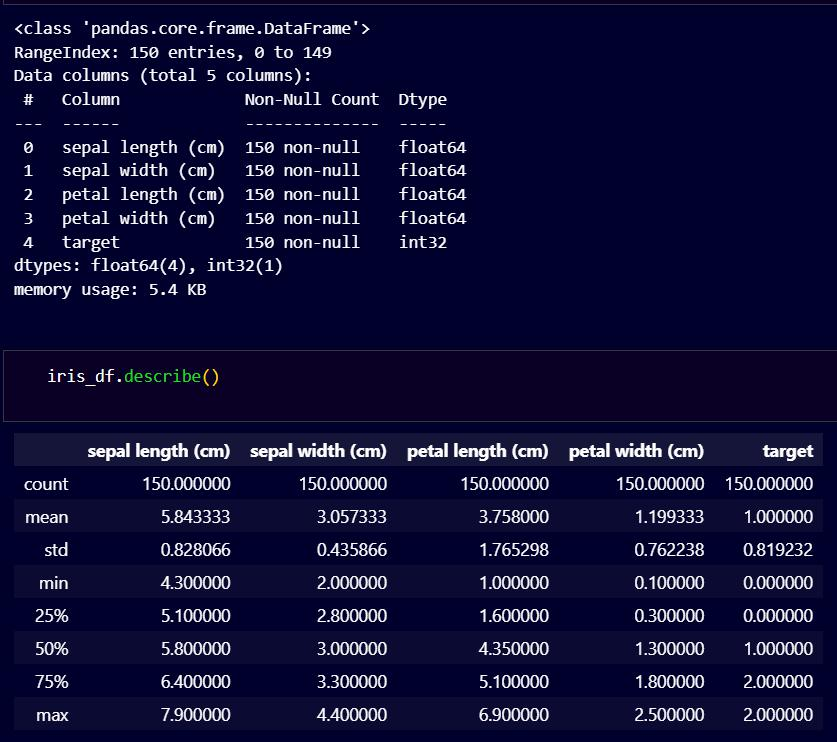 <class 'pandas.core.frame.DataFrame'>
RangeIndex: 150 entries, 0 to 149
Data columns (total 5 columns):
 #   Column             Non-Null Count  Dtype
---  ------             --------------  -----
 0   sepal length (cm)  150 non-null    float64
 1   sepal width (cm)   150 non-null    float64
 2   petal length (cm)  150 non-null    float64
 3   petal width (cm)   150 non-null    float64
 4   target             150 non-null    int32
dtypes: float64(4), int32(1)
memory usage: 5.4 KB
iris_df.describe()
sepal length (cm) sepal width (cm) petal length (cm) petal width (cm) target
count 150.000000 150.000000 150.000000 150.000000 150.000000
mean 5.843333 3.057333 3.758000 1.199333 1.000000
std 0.828066 0.435866 1.765298 0.762238 0.819232
min 4.300000 2.000000 1.000000 0.100000 0.000000
25% 5.100000 2.800000 1.600000 0.300000 0.000000
50% 5.800000 3.000000 4.350000 1.300000 1.000000
75% 6.400000 3.300000 5.100000 1.800000 2.000000
max 7.900000 4.400000 6.900000 2.500000 2.000000